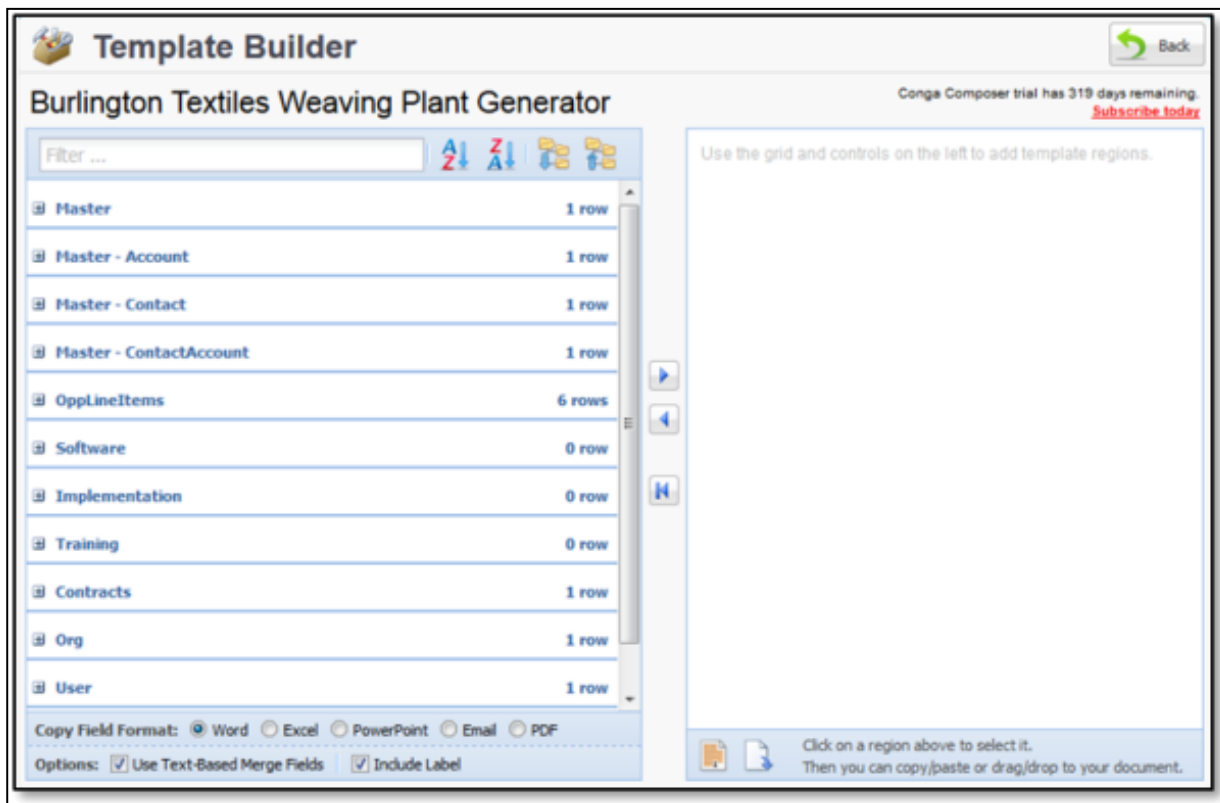 Template Builder
Back
Burlington Textiles Weaving Plant Generator
Conga Composer trial has 319 days remaining.
Subscribe today
Filter ...
A Z
Z A
Use the grid and controls on the left to add template regions.
Master 1 row
Master - Account 1 row
Master - Contact 1 row
Master - ContactAccount 1 row
OppLineItems 6 rows
Software 0 row
Implementation 0 row
Training 0 row
Contracts 1 row
Org 1 row
User 1 row
Copy Field Format: Word Excel PowerPoint Email PDF
Options: Use Text-Based Merge Fields Include Label
Click on a region above to select it.
Then you can copy/paste or drag/drop to your document.